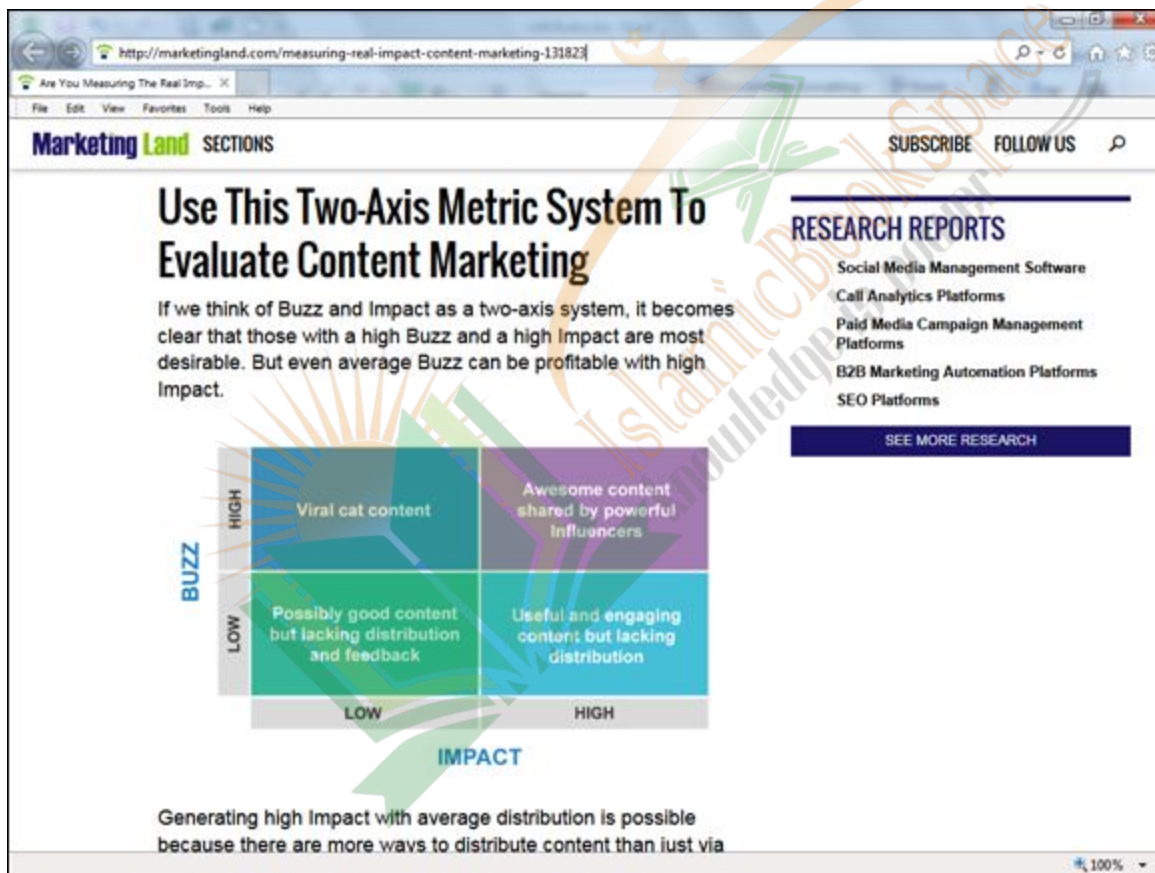 http://marketingland.com/measuring-real-impact-content-marketing-131823
Are You Measuring The Real Imp...
File Edit View Favorites Tools Help
Marketing Land SECTIONS SUBSCRIBE FOLLOW US
Use This Two-Axis Metric System To
Evaluate Content Marketing
If we think of Buzz and Impact as a two-axis system, it becomes
clear that those with a high Buzz and a high Impact are most
desirable. But even average Buzz can be profitable with high
Impact.
BUZZ
HIGH
Viral cat content
Awesome content
shared by powerful
Influencers
LOW
Possibly good content
but lacking distribution
and feedback
Useful and engaging
content but lacking
distribution
LOW HIGH
IMPACT
Generating high Impact with average distribution is possible
because there are more ways to distribute content than just via
RESEARCH REPORTS
Social Media Management Software
Call Analytics Platforms
Paid Media Campaign Management
Platforms
B2B Marketing Automation Platforms
SEO Platforms
SEE MORE RESEARCH
100%
IslamicBookSpace
Knowledge is power